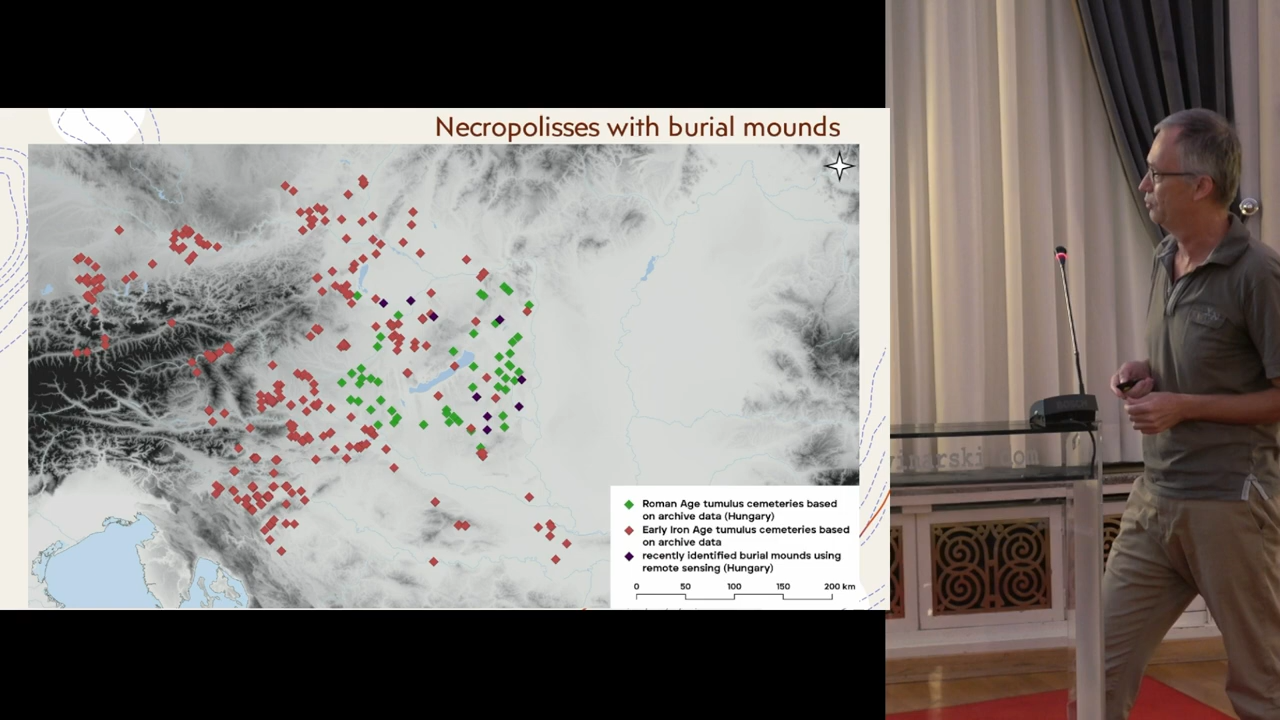 Necropolisses with burial mounds
Roman Age tumulus cemeteries based
on archive data (Hungary)
Early Iron Age tumulus cemeteries based
on archive data
recently identified burial mounds using
remote sensing (Hungary)
0 50 100 150 200 km